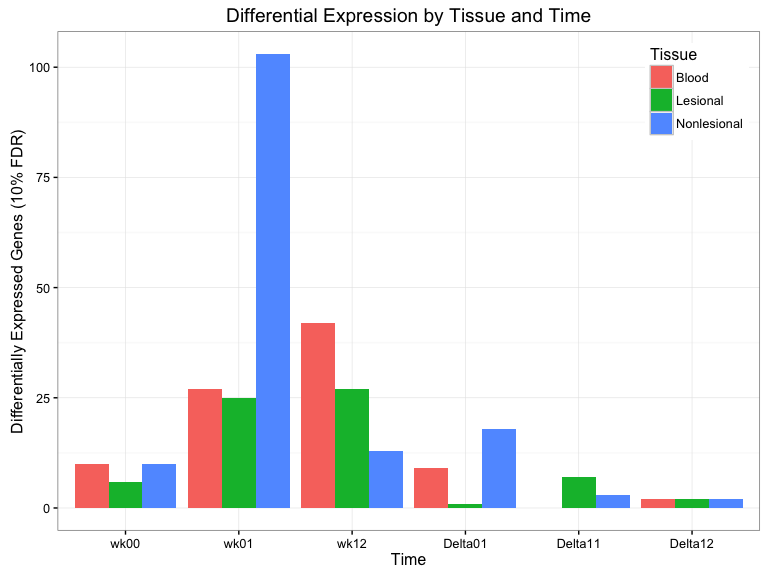 Differential Expression by Tissue and Time
Differentially Expressed Genes (10% FDR)
100
75
50
25
0
Tissue
Blood
Lesional
Nonlesional
wk00 wk01 wk12 Delta01 Delta11 Delta12
Time